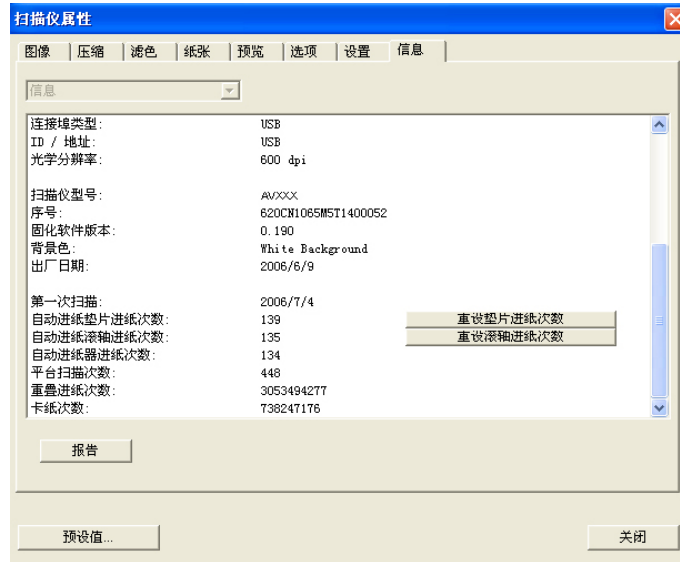 扫描仪属性
图像 压缩 滤色 纸张 预览 选项 设置 信息
信息
连接埠类型: USB
ID / 地址: USB
光学分辨率: 600 dpi
扫描仪型号: AVXXX
序号: 620CN1065M5T1400052
固化软件版本: 0.190
背景色: White Background
出厂日期: 2006/6/9
第一次扫描: 2006/7/4
自动进纸垫片进纸次数: 139 重设垫片进纸次数
自动进纸滚轴进纸次数: 135 重设滚轴进纸次数
自动进纸器进纸次数: 134
平台扫描次数: 448
重叠进纸次数: 3053494277
卡纸次数: 738247176
报告
预设值... 关闭